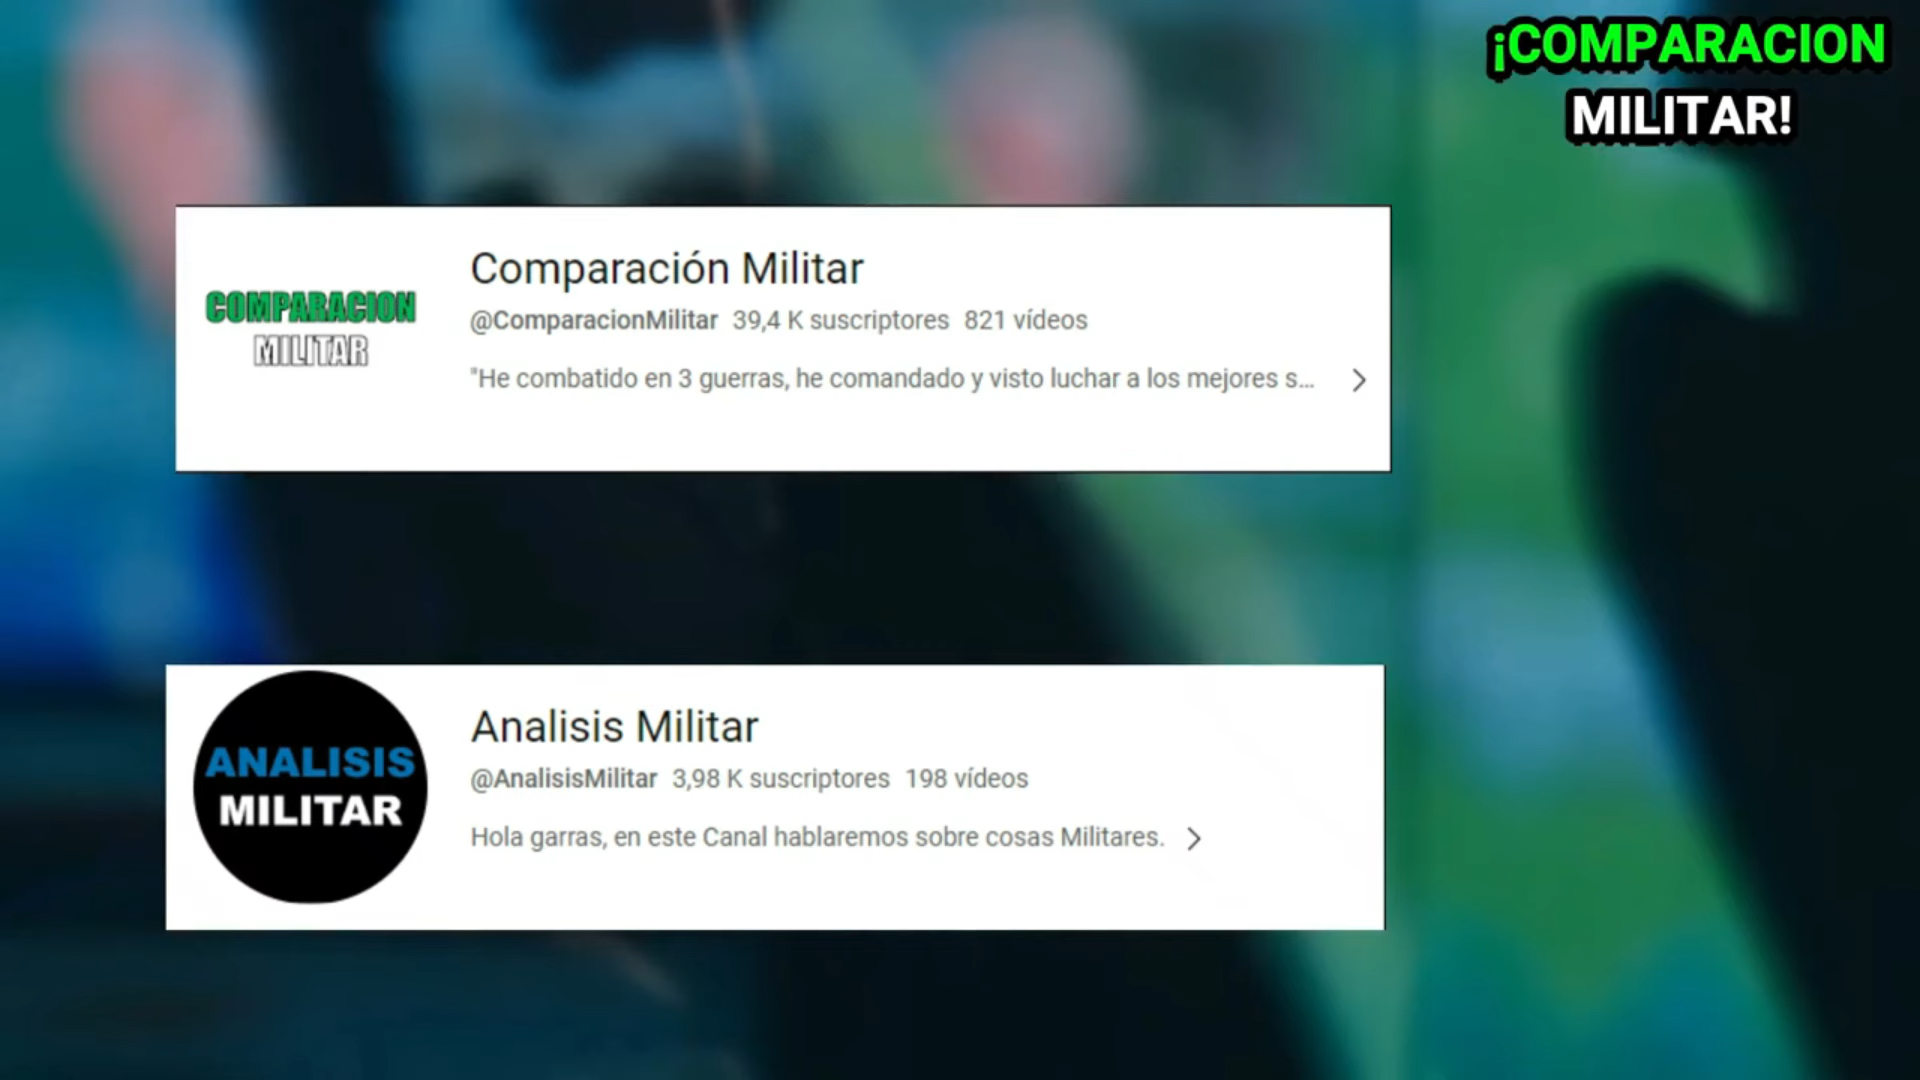 ¡COMPARACION
MILITAR!
Comparación Militar
COMPARACION
MILITAR
@ComparacionMilitar 39,4 K suscriptores 821 vídeos
"He combatido en 3 guerras, he comandado y visto luchar a los mejores s...
Analisis Militar
ANALISIS
MILITAR
@AnalisisMilitar 3,98 K suscriptores 198 vídeos
Hola garras, en este Canal hablaremos sobre cosas Militares.